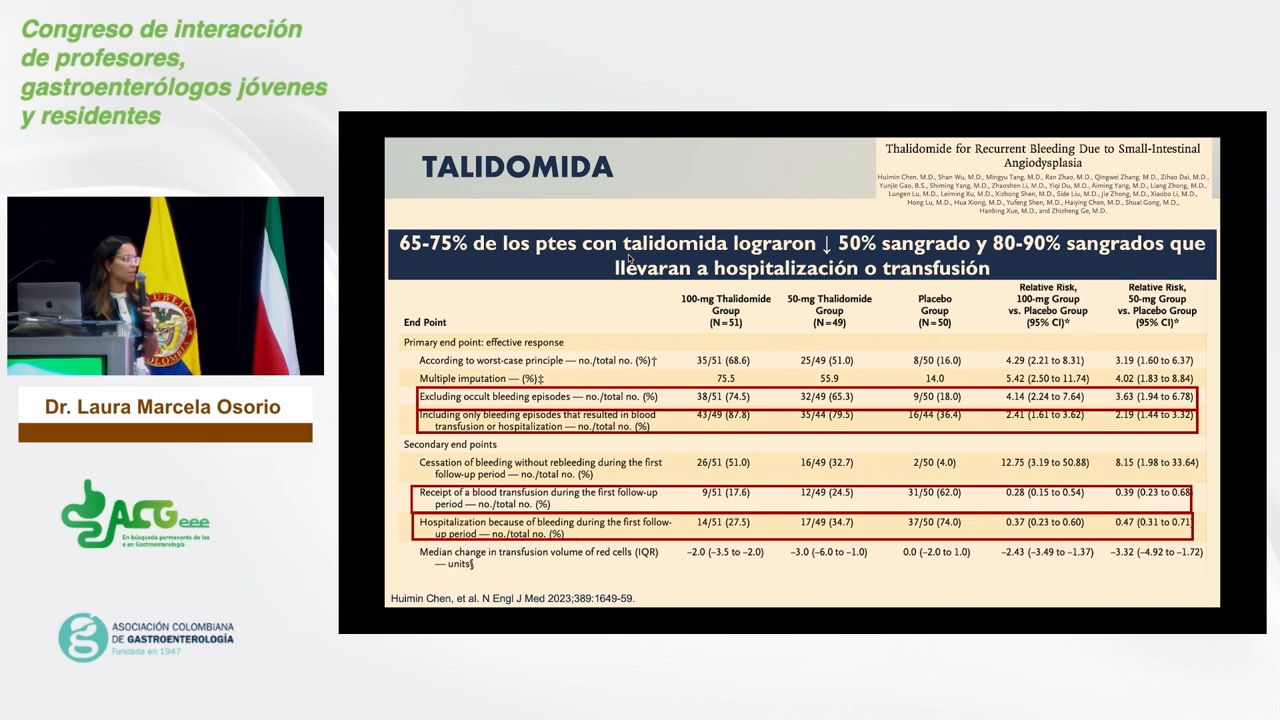 Congreso de interacción
de profesores,
gastroenterólogos jóvenes
y residentes
Dr. Laura Marcela Osorio
ACGeee
En búsqueda permanente de los
e en Gastroenterología
ASOCIACIÓN COLOMBIANA
DE GASTROENTEROLOGÍA
Fundada en 1947
TALIDOMIDA
Thalidomide for Recurrent Bleeding Due to Small-Intestinal
Angiodysplasia
Huimin Chen, M.D., Shan Wu, M.D., Mingyu Tang, M.D., Ran Zhao, M.D., Qingwei Zhang, M.D., Zihao Dai, M.D.,
Yunjie Gao, B.S., Shiming Yang, M.D., Zhaoshen Li, M.D., Yiqi Du, M.D., Aiming Yang, M.D., Liang Zhong, M.D.,
Lungen Lu, M.D., Leiming Xu, M.D., Xizhong Shen, M.D., Side Liu, M.D., Jie Zhong, M.D., Xiaobo Li, M.D.,
Hong Lu, M.D., Hua Xiong, M.D., Yufeng Shen, M.D., Haiying Chen, M.D., Shuai Gong, M.D.,
Hanbing Xue, M.D., and Zhizheng Ge, M.D.
65-75% de los ptes con talidomida lograron ↓ 50% sangrado y 80-90% sangrados que
llevaran a hospitalización o transfusión
End Point 100-mg Thalidomide Group (N=51) 50-mg Thalidomide Group (N=49) Placebo Group (N=50) Relative Risk, 100-mg Group vs. Placebo Group (95% CI)* Relative Risk, 50-mg Group vs. Placebo Group (95% CI)*
Primary end point: effective response
According to worst-case principle — no./total no. (%)† 35/51 (68.6) 25/49 (51.0) 8/50 (16.0) 4.29 (2.21 to 8.31) 3.19 (1.60 to 6.37)
Multiple imputation — (%)‡ 75.5 55.9 14.0 5.42 (2.50 to 11.74) 4.02 (1.83 to 8.84)
Excluding occult bleeding episodes — no./total no. (%) 38/51 (74.5) 32/49 (65.3) 9/50 (18.0) 4.14 (2.24 to 7.64) 3.63 (1.94 to 6.78)
Including only bleeding episodes that resulted in blood 43/49 (87.8) 35/44 (79.5) 16/44 (36.4) 2.41 (1.61 to 3.62) 2.19 (1.44 to 3.32)
transfusion or hospitalization — no./total no. (%)
Secondary end points
Cessation of bleeding without rebleeding during the first 26/51 (51.0) 16/49 (32.7) 2/50 (4.0) 12.75 (3.19 to 50.88) 8.15 (1.98 to 33.64)
follow-up period — no./total no. (%)
Receipt of a blood transfusion during the first follow-up 9/51 (17.6) 12/49 (24.5) 31/50 (62.0) 0.28 (0.15 to 0.54) 0.39 (0.23 to 0.68)
period — no./total no. (%)
Hospitalization because of bleeding during the first follow- 14/51 (27.5) 17/49 (34.7) 37/50 (74.0) 0.37 (0.23 to 0.60) 0.47 (0.31 to 0.71)
up period — no./total no. (%)
Median change in transfusion volume of red cells (IQR) −2.0 (−3.5 to −2.0) −3.0 (−6.0 to −1.0) 0.0 (−2.0 to 1.0) −2.43 (−3.49 to −1.37) −3.32 (−4.92 to −1.72)
— units¶
Huimin Chen, et al. N Engl J Med 2023;389:1649-59.